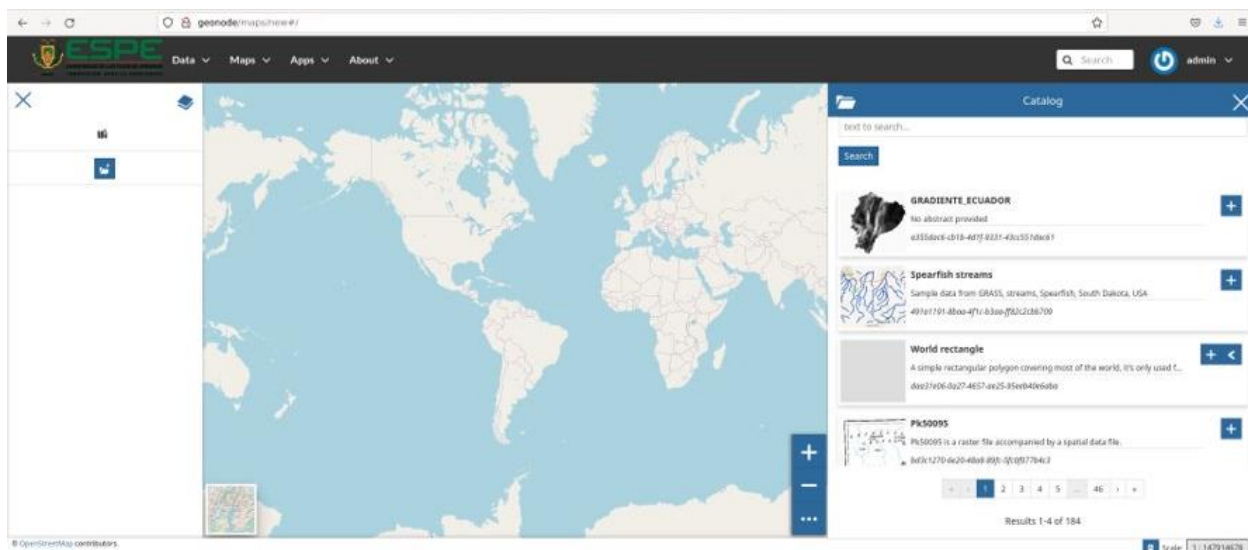 geonode/maps/new#/
ESPE
Data
Maps
Apps
About
Search
admin
Catalog
text to search...
Search
GRADIENTE_ECUADOR
No abstract provided
Spearfish streams
Sample data from GRASS, streams, Spearfish, South Dakota, USA
World rectangle
A simple rectangular polygon covering most of the world, it's only used f...
Pk50095
Pk50095 is a raster file accompanied by a spatial data file.
« ‹ 1 2 3 4 5 ... 46 › »
Results 1-4 of 184
© OpenStreetMap contributors.
Scale: